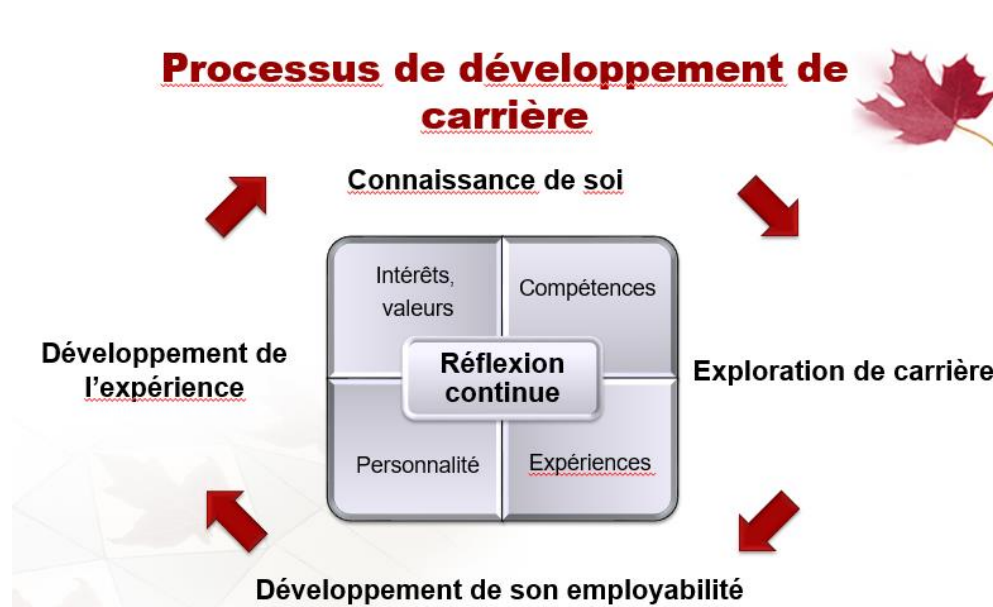 Processus de développement de
carrière
Connaissance de soi
Intérêts,
valeurs
Compétences
Développement de
l'expérience
Réflexion
continue
Exploration de carrière
Personnalité
Expériences
Développement de son employabilité